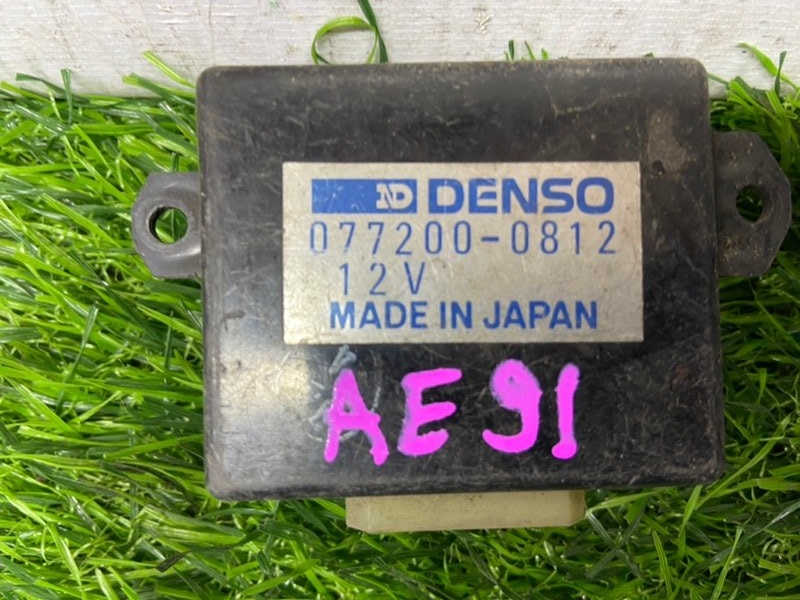 ND DENSO
077200-0812
12V
MADE IN JAPAN
AE91